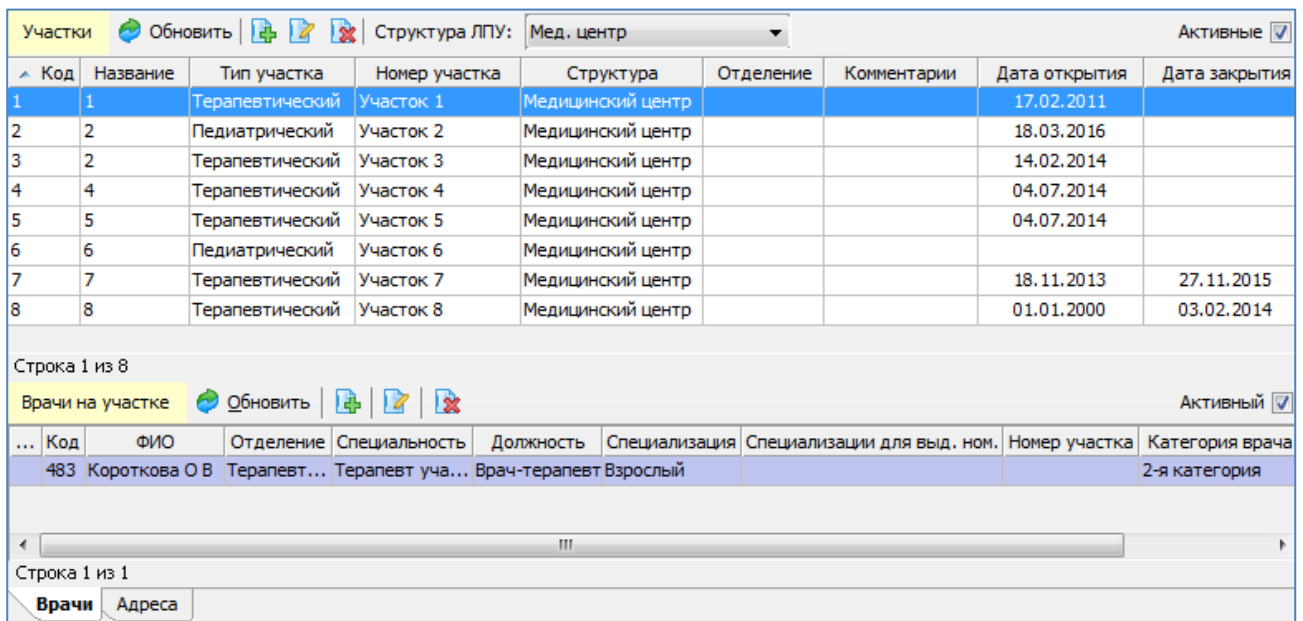 Участки Обновить Структура ЛПУ: Мед. центр Активные
Код Название Тип участка Номер участка Структура Отделение Комментарии Дата открытия Дата закрытия
1 1 Терапевтический Участок 1 Медицинский центр 17.02.2011
2 2 Педиатрический Участок 2 Медицинский центр 18.03.2016
3 2 Терапевтический Участок 3 Медицинский центр 14.02.2014
4 4 Терапевтический Участок 4 Медицинский центр 04.07.2014
5 5 Терапевтический Участок 5 Медицинский центр 04.07.2014
6 6 Педиатрический Участок 6 Медицинский центр
7 7 Терапевтический Участок 7 Медицинский центр 18.11.2013 27.11.2015
8 8 Терапевтический Участок 8 Медицинский центр 01.01.2000 03.02.2014
Строка 1 из 8
Врачи на участке Обновить Активный
... Код ФИО Отделение Специальность Должность Специализация Специализации для выд. ном. Номер участка Категория врача
483 Короткова О В Терапевт... Терапевт уча... Врач-терапевт Взрослый 2-я категория
Строка 1 из 1
Врачи Адреса